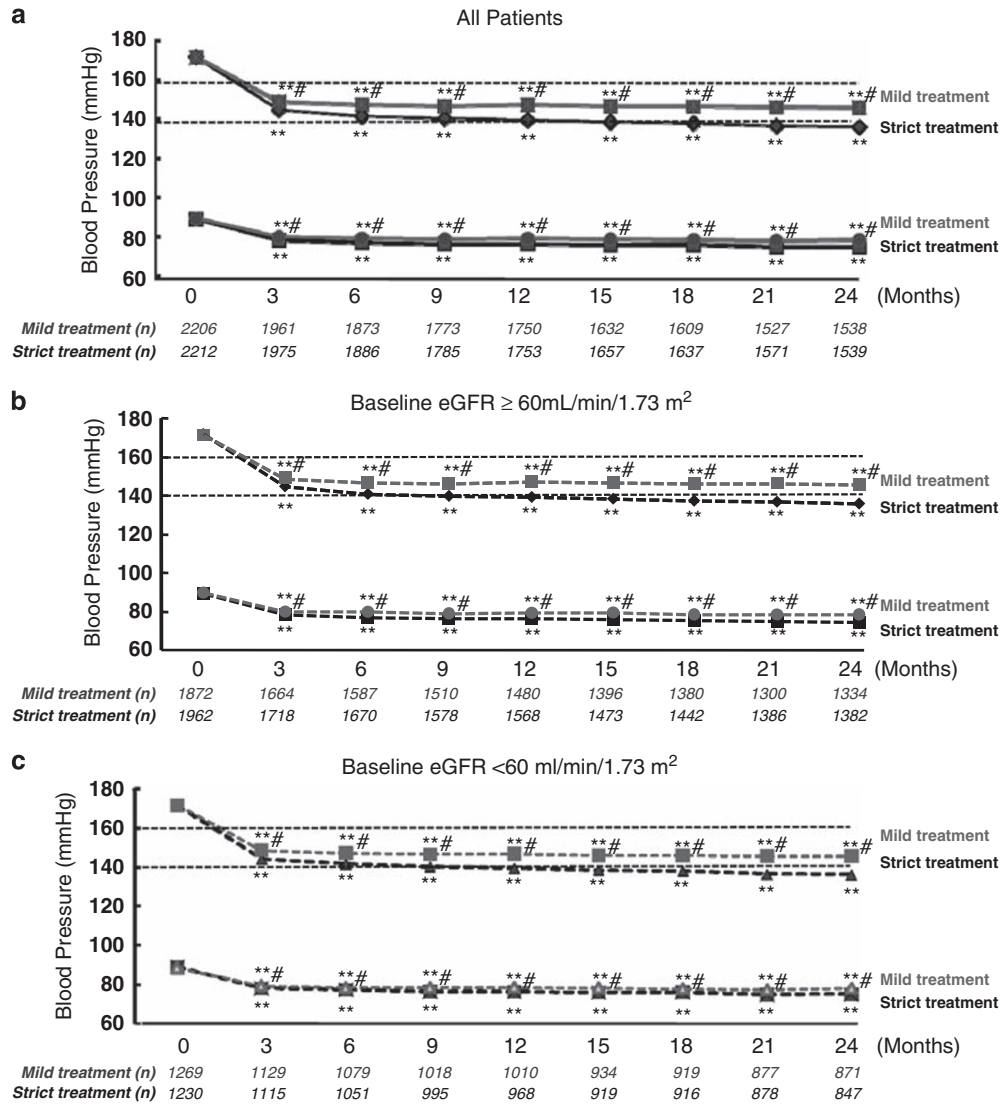 a
All Patients
Blood Pressure (mmHg)
180
160
140
120
100
80
60
**# **# **# **# **# **# **# **#
Mild treatment
Strict treatment
** ** ** ** ** ** ** **
**# **# **# **# **# **# **# **#
Mild treatment
Strict treatment
** ** ** ** ** ** ** **
0 3 6 9 12 15 18 21 24 (Months)
Mild treatment (n) 2206 1961 1873 1773 1750 1632 1609 1527 1538
Strict treatment (n) 2212 1975 1886 1785 1753 1657 1637 1571 1539
b
Baseline eGFR ≥ 60mL/min/1.73 m²
Blood Pressure (mmHg)
180
160
140
120
100
80
60
**# **# **# **# **# **# **# **#
Mild treatment
Strict treatment
** ** ** ** ** ** ** **
**# **# **# **# **# **# **# **#
Mild treatment
Strict treatment
** ** ** ** ** ** ** **
0 3 6 9 12 15 18 21 24 (Months)
Mild treatment (n) 1872 1664 1587 1510 1480 1396 1380 1300 1334
Strict treatment (n) 1962 1718 1670 1578 1568 1473 1442 1386 1382
c
Baseline eGFR <60 ml/min/1.73 m²
Blood Pressure (mmHg)
180
160
140
120
100
80
60
**# **# **# **# **# **# **# **#
Mild treatment
Strict treatment
** ** ** ** ** ** ** **
**# **# **# **# **# **# **# **#
Mild treatment
Strict treatment
** ** ** ** ** ** ** **
0 3 6 9 12 15 18 21 24 (Months)
Mild treatment (n) 1269 1129 1079 1018 1010 934 919 877 871
Strict treatment (n) 1230 1115 1051 995 968 919 916 878 847